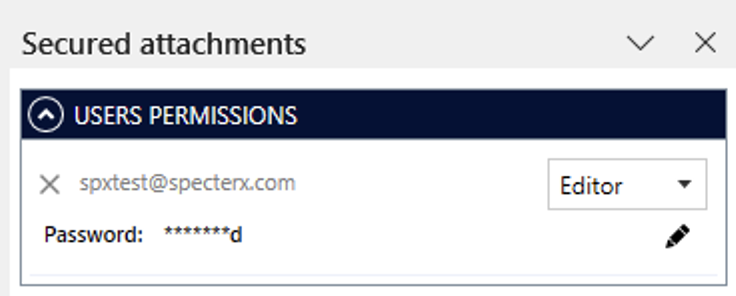 Secured attachments
USERS PERMISSIONS
spxtest@specterx.com Editor
Password: *******d